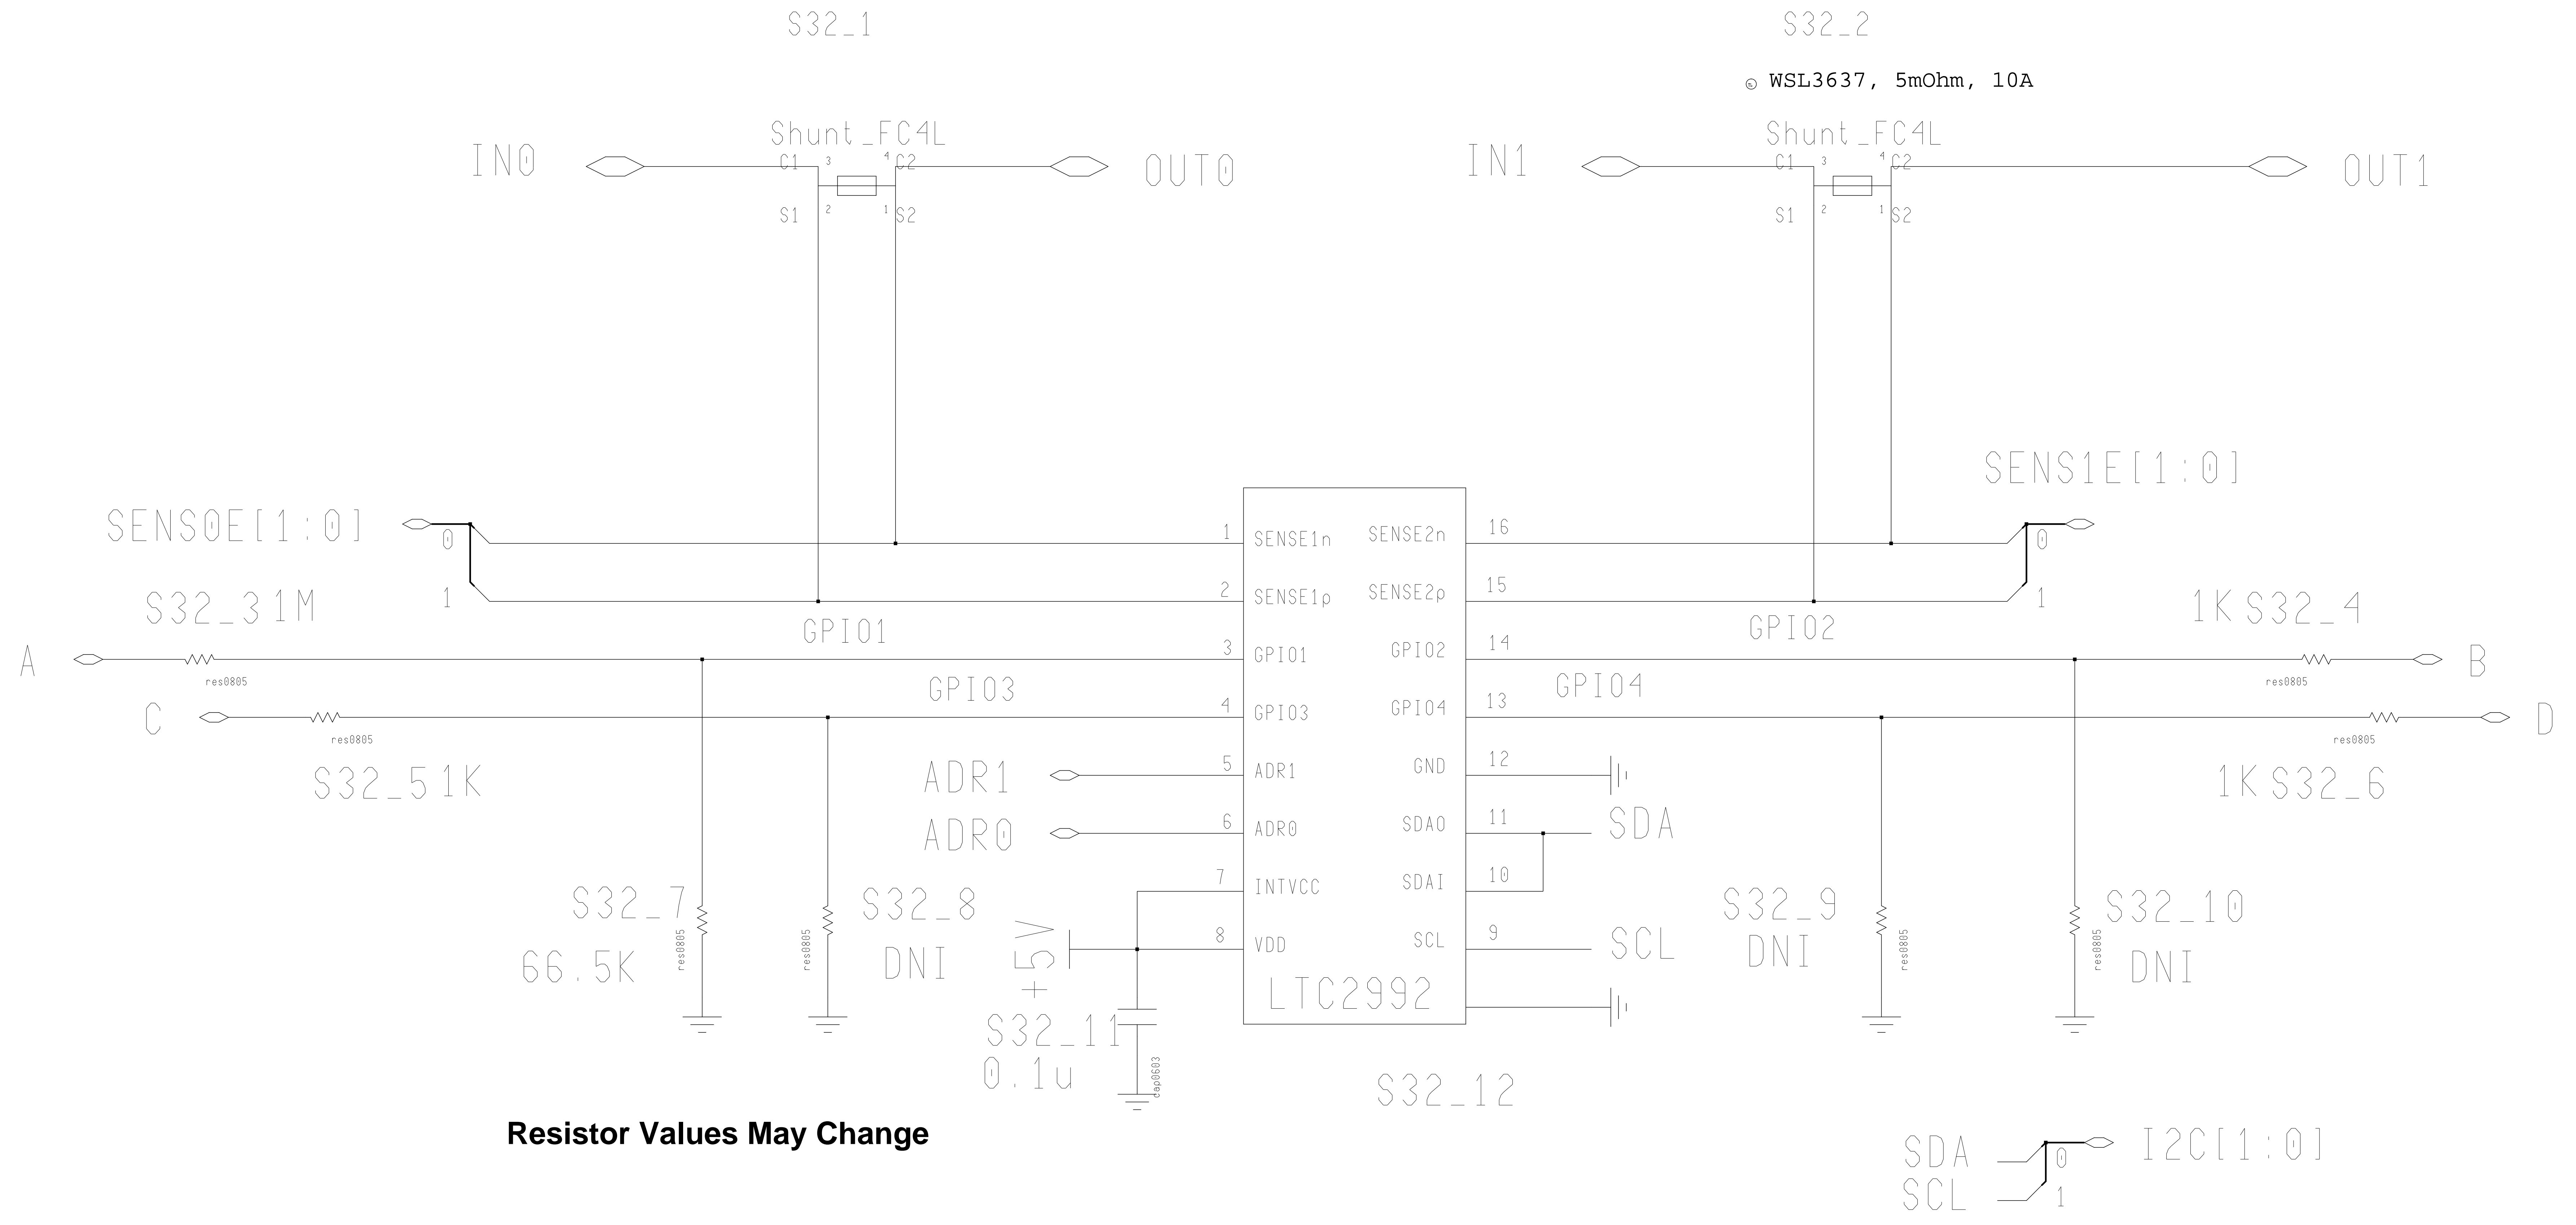 S32_1
S32_2
WSL3637, 5mOhm, 10A
Shunt_FC4L
Shunt_FC4L
IN0
C1 3 4 C2
OUT0
IN1
C1 3 4 C2
OUT1
S1 2 1 S2
S1 2 1 S2
SENS0E[1:0]
0
1
SENS1E[1:0]
0
1
1 SENSE1n
SENSE2n 16
2 SENSE1p
SENSE2p 15
S32_3 1M
GPIO1
GPIO2
1K S32_4
A
res0805
3 GPIO1
GPIO2 14
res0805
B
GPIO3
GPIO4
C
res0805
4 GPIO3
GPIO4 13
res0805
D
S32_5 1K
ADR1
5 ADR1
GND 12
1K S32_6
ADR0
6 ADR0
SDAO 11
SDA
7 INTVCC
SDAI 10
S32_7
66.5K
res0805
res0805
S32_8
DNI
+5V
8 VDD
SCL 9
SCL
S32_9
DNI
res0805
S32_10
DNI
res0805
LTC2992
S32_11
0.1u
cap0603
S32_12
Resistor Values May Change
SDA
SCL
0
1
I2C[1:0]